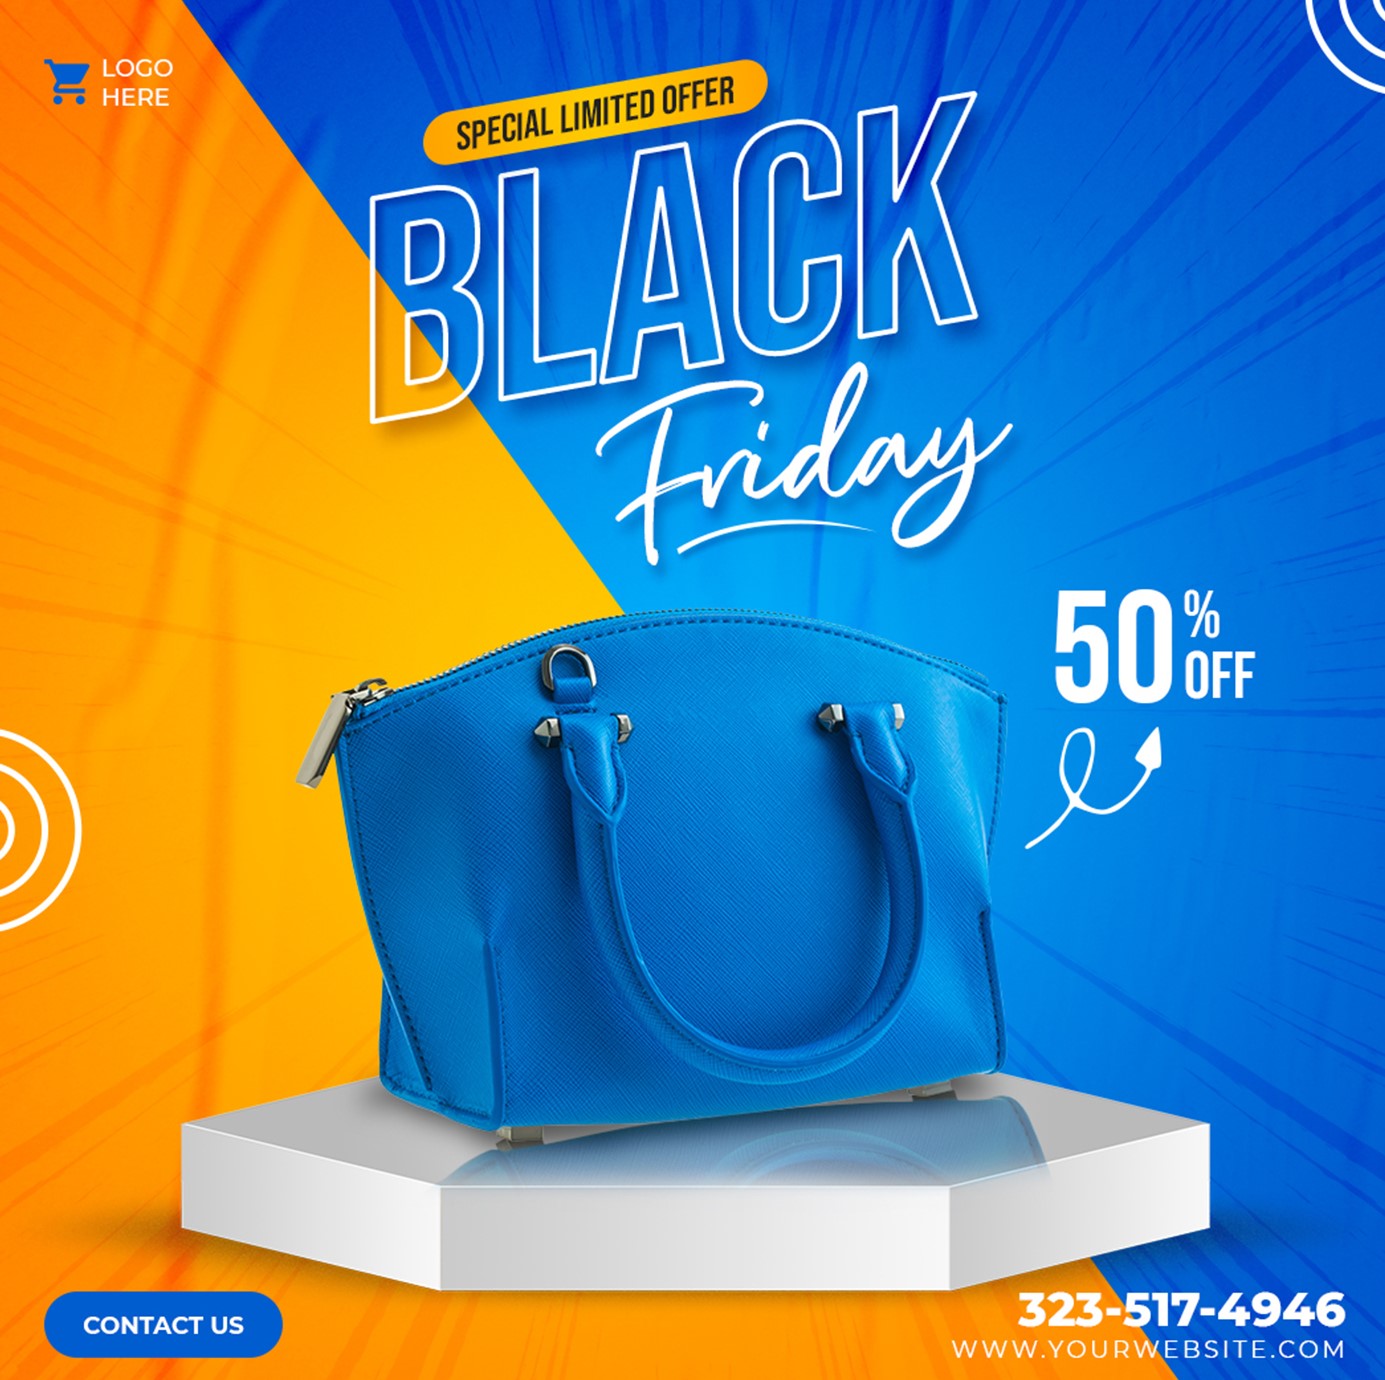 LOGO
HERE
SPECIAL LIMITED OFFER
BLACK
Friday
50%
OFF
CONTACT US
323-517-4946
WWW.YOURWEBSITE.COM